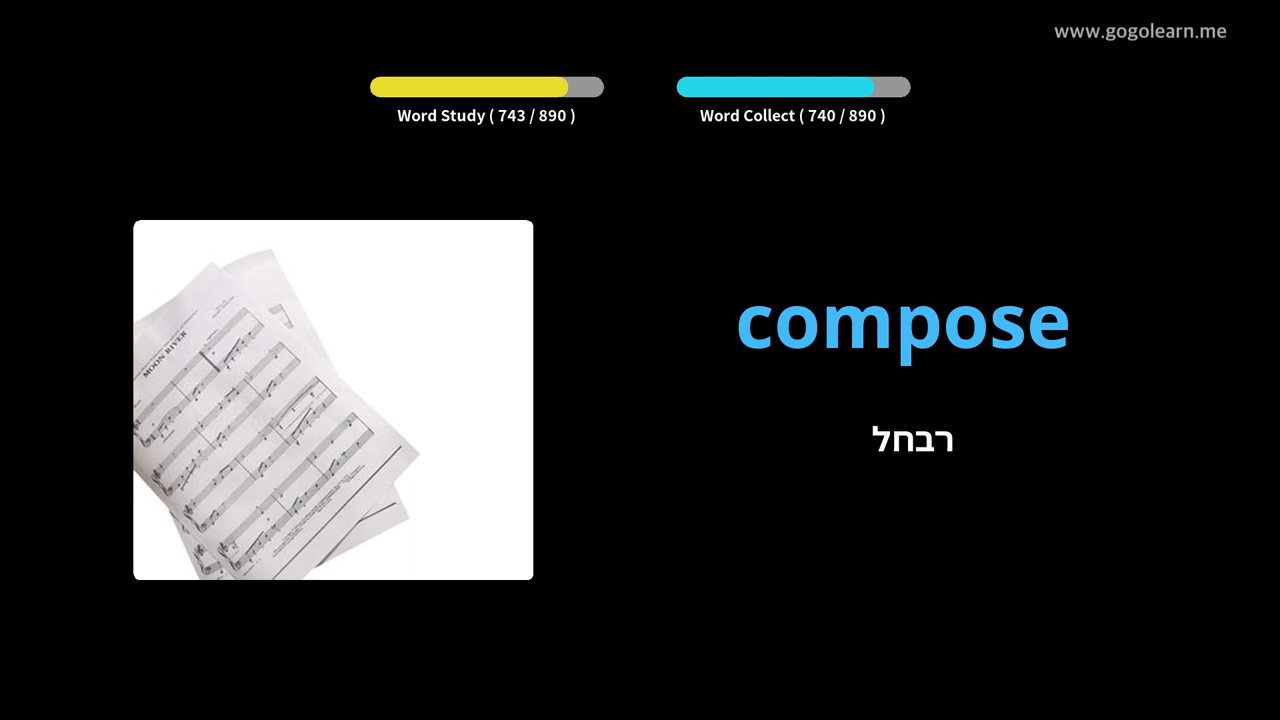 www.gogolearn.me
Word Study ( 743 / 890 )
Word Collect ( 740 / 890 )
MOON RIVER
compose
רבחל